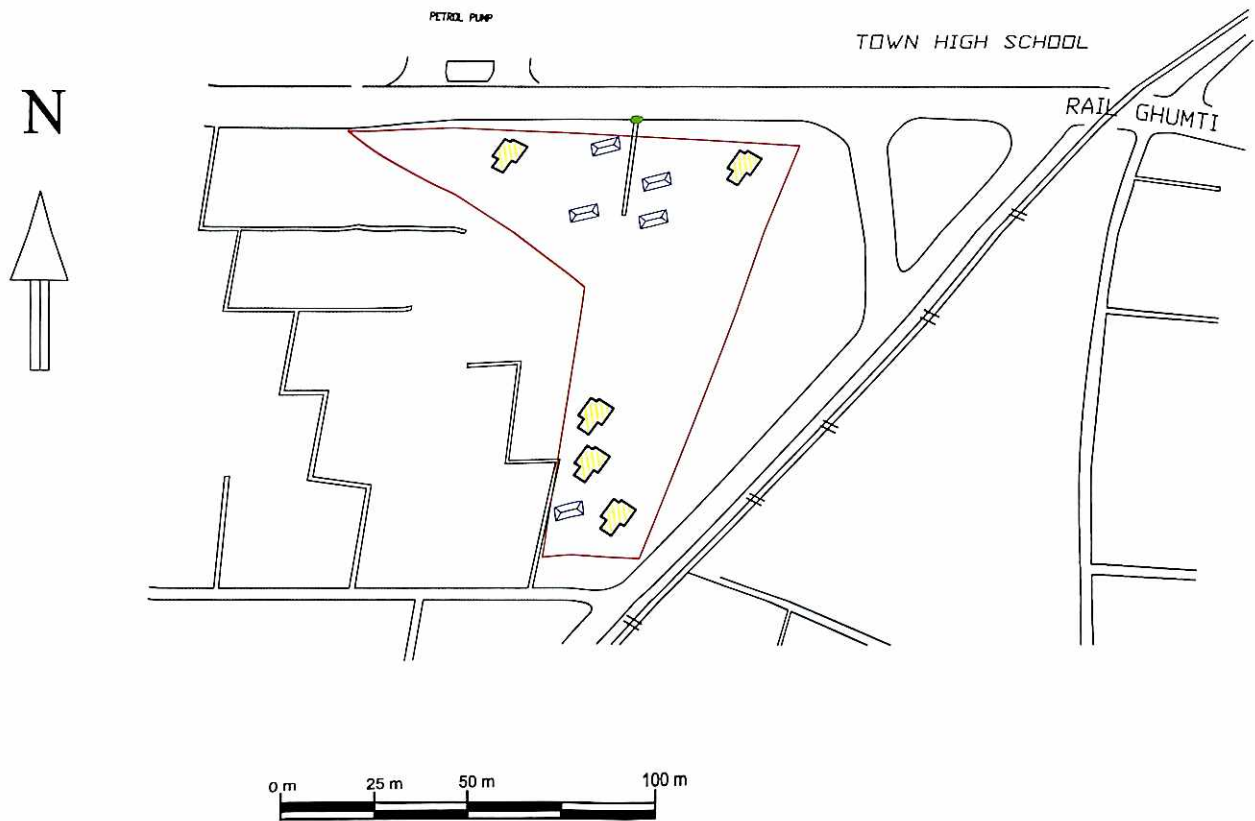 PETROL PUMP
TOWN HIGH SCHOOL
RAIL GHUMTI
N
0 m 25 m 50 m 100 m